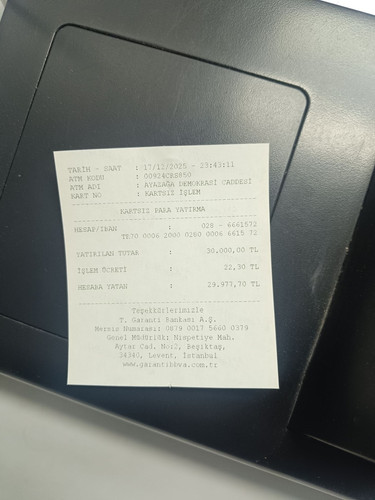 TARİH - SAAT : 17/12/2025 - 23:43:11
ATM KODU : 00924CRS850
ATM ADI : AYAZAĞA DEMOKRASİ CADDESİ
KART NO : KARTSIZ İŞLEM
KARTSIZ PARA YATIRMA
HESAP/IBAN : 028 - 6661572
TE70 0006 2000 0280 0006 6615 72
YATIRILAN TUTAR : 30.000,00 TL
İŞLEM ÜCRETİ : 22,30 TL
HESABA YATAN : 29.977,70 TL
Teşekkürlerimizle
T. Garanti Bankası A.Ş.
Mersis Numarası: 0879 0017 5660 0379
Genel Müdürlük: Nispetiye Mah.
Aytar Cad. No:2, Beşiktaş,
34340, Levent, İstanbul
www.garantibbva.com.tr